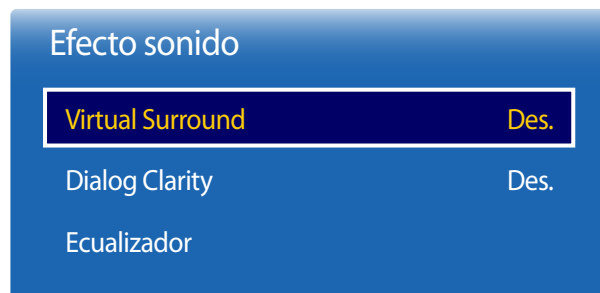 Efecto sonido
Virtual Surround Des.
Dialog Clarity Des.
Ecualizador